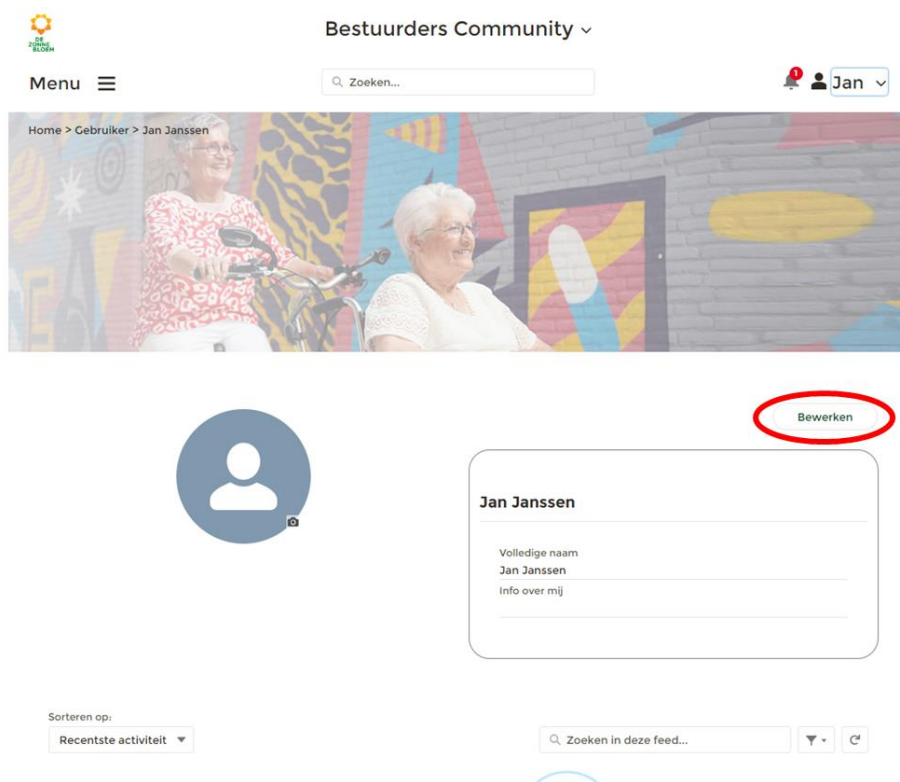 DE
ZONNE
BLOEM
Bestuurders Community
Menu
Zoeken...
1
Jan
Home > Gebruiker > Jan Janssen
Bewerken
Jan Janssen
Volledige naam
Jan Janssen
Info over mij
Sorteren op:
Recentste activiteit
Zoeken in deze feed...